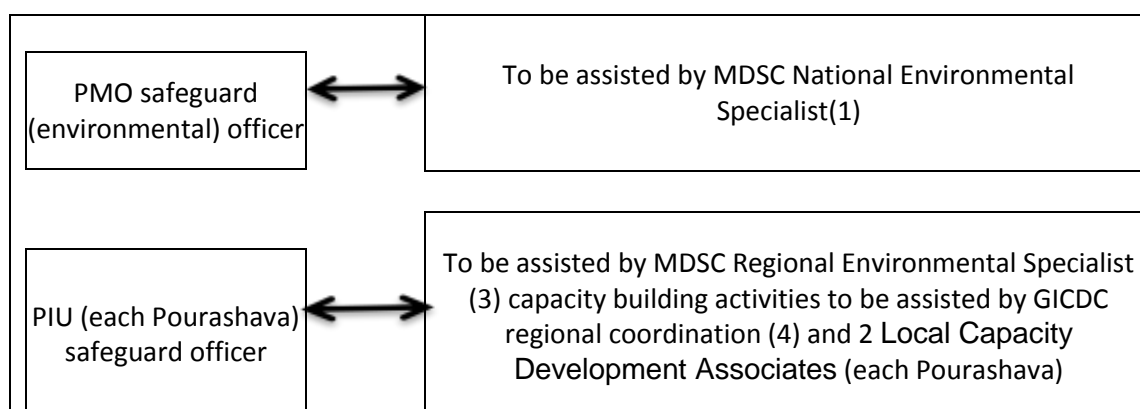 PMO safeguard
(environmental) officer
To be assisted by MDSC National Environmental
Specialist(1)
PIU (each Pourashava)
safeguard officer
To be assisted by MDSC Regional Environmental Specialist
(3) capacity building activities to be assisted by GICDC
regional coordination (4) and 2 Local Capacity
Development Associates (each Pourashava)